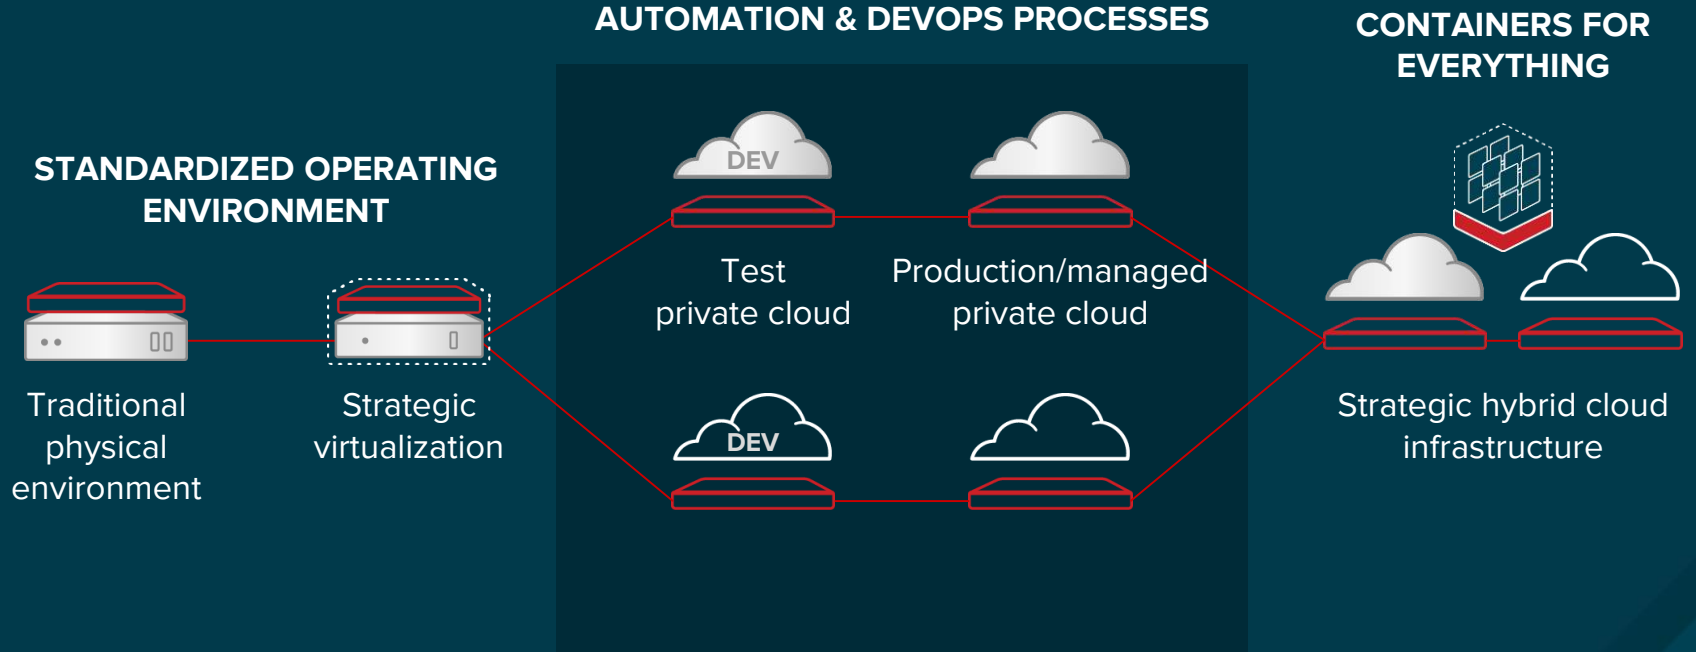 AUTOMATION & DEVOPS PROCESSES
CONTAINERS FOR
EVERYTHING
STANDARDIZED OPERATING
ENVIRONMENT
DEV
Test
private cloud
Production/managed
private cloud
Traditional
physical
environment
Strategic
virtualization
DEV
Strategic hybrid cloud
infrastructure